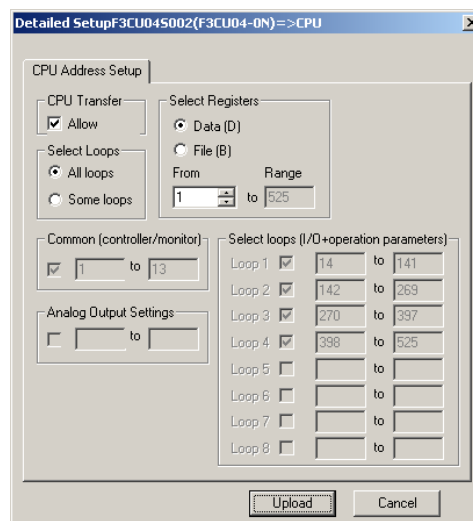 Detailed SetupF3CU04S002(F3CU04-0N)=>CPU
CPU Address Setup
CPU Transfer
Allow
Select Loops
All loops
Some loops
Select Registers
Data (D)
File (B)
From Range
1 to 525
Common (controller/monitor)
1 to 13
Analog Output Settings
to
Select loops (I/O+operation parameters)
Loop 1 14 to 141
Loop 2 142 to 269
Loop 3 270 to 397
Loop 4 398 to 525
Loop 5 to
Loop 6 to
Loop 7 to
Loop 8 to
Upload Cancel